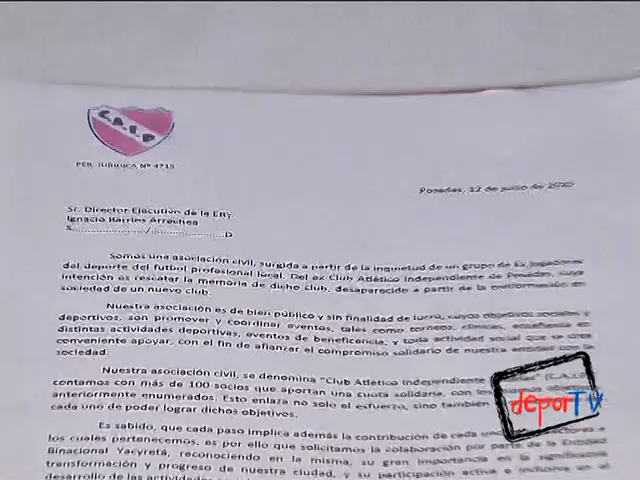 C.A.I.P
PER. JURIDICA Nº 4715
Posadas, 12 de junio de 2020
Sr. Director Ejecutivo de la EBY
Ignacio Barrios Arrechea
S............../..............D
Somos una asociación civil, surgida a partir de la inquietud de un grupo de Ex jugadores
del deporte del futbol profesional local. Del ex Club Atlético Independiente de Posadas, cuya
intención es rescatar la memoria de dicho club, desaparecido a partir de la conformación en
sociedad de un nuevo club.
Nuestra asociación es de bien público y sin finalidad de lucro, cuyos objetivos sociales y
deportivos, son promover y coordinar eventos, tales como torneos, clínicas, enseñanza en
distintas actividades deportivas, eventos de beneficencia, y toda actividad social que se crea
conveniente apoyar, con el fin de afianzar el compromiso solidario de nuestra entidad con la
sociedad.
Nuestra asociación civil, se denomina "Club Atlético Independiente (C.A.I.P
contamos con más de 100 socios que aportan una cuota solidaria, con los
anteriormente enumerados. Esto enlaza no solo el esfuerzo, sino también
cada uno de poder lograr dichos objetivos.
deporTV
Es sabido, que cada paso implica además la contribución de cada
los cuales pertenecemos, es por ello que solicitamos la colaboración por parte de la Entidad
Binacional Yacyretá, reconociendo en la misma, su gran importancia en la significativa
transformación y progreso de nuestra ciudad, y su participación activa e inclusiva en el
desarrollo de las actividades